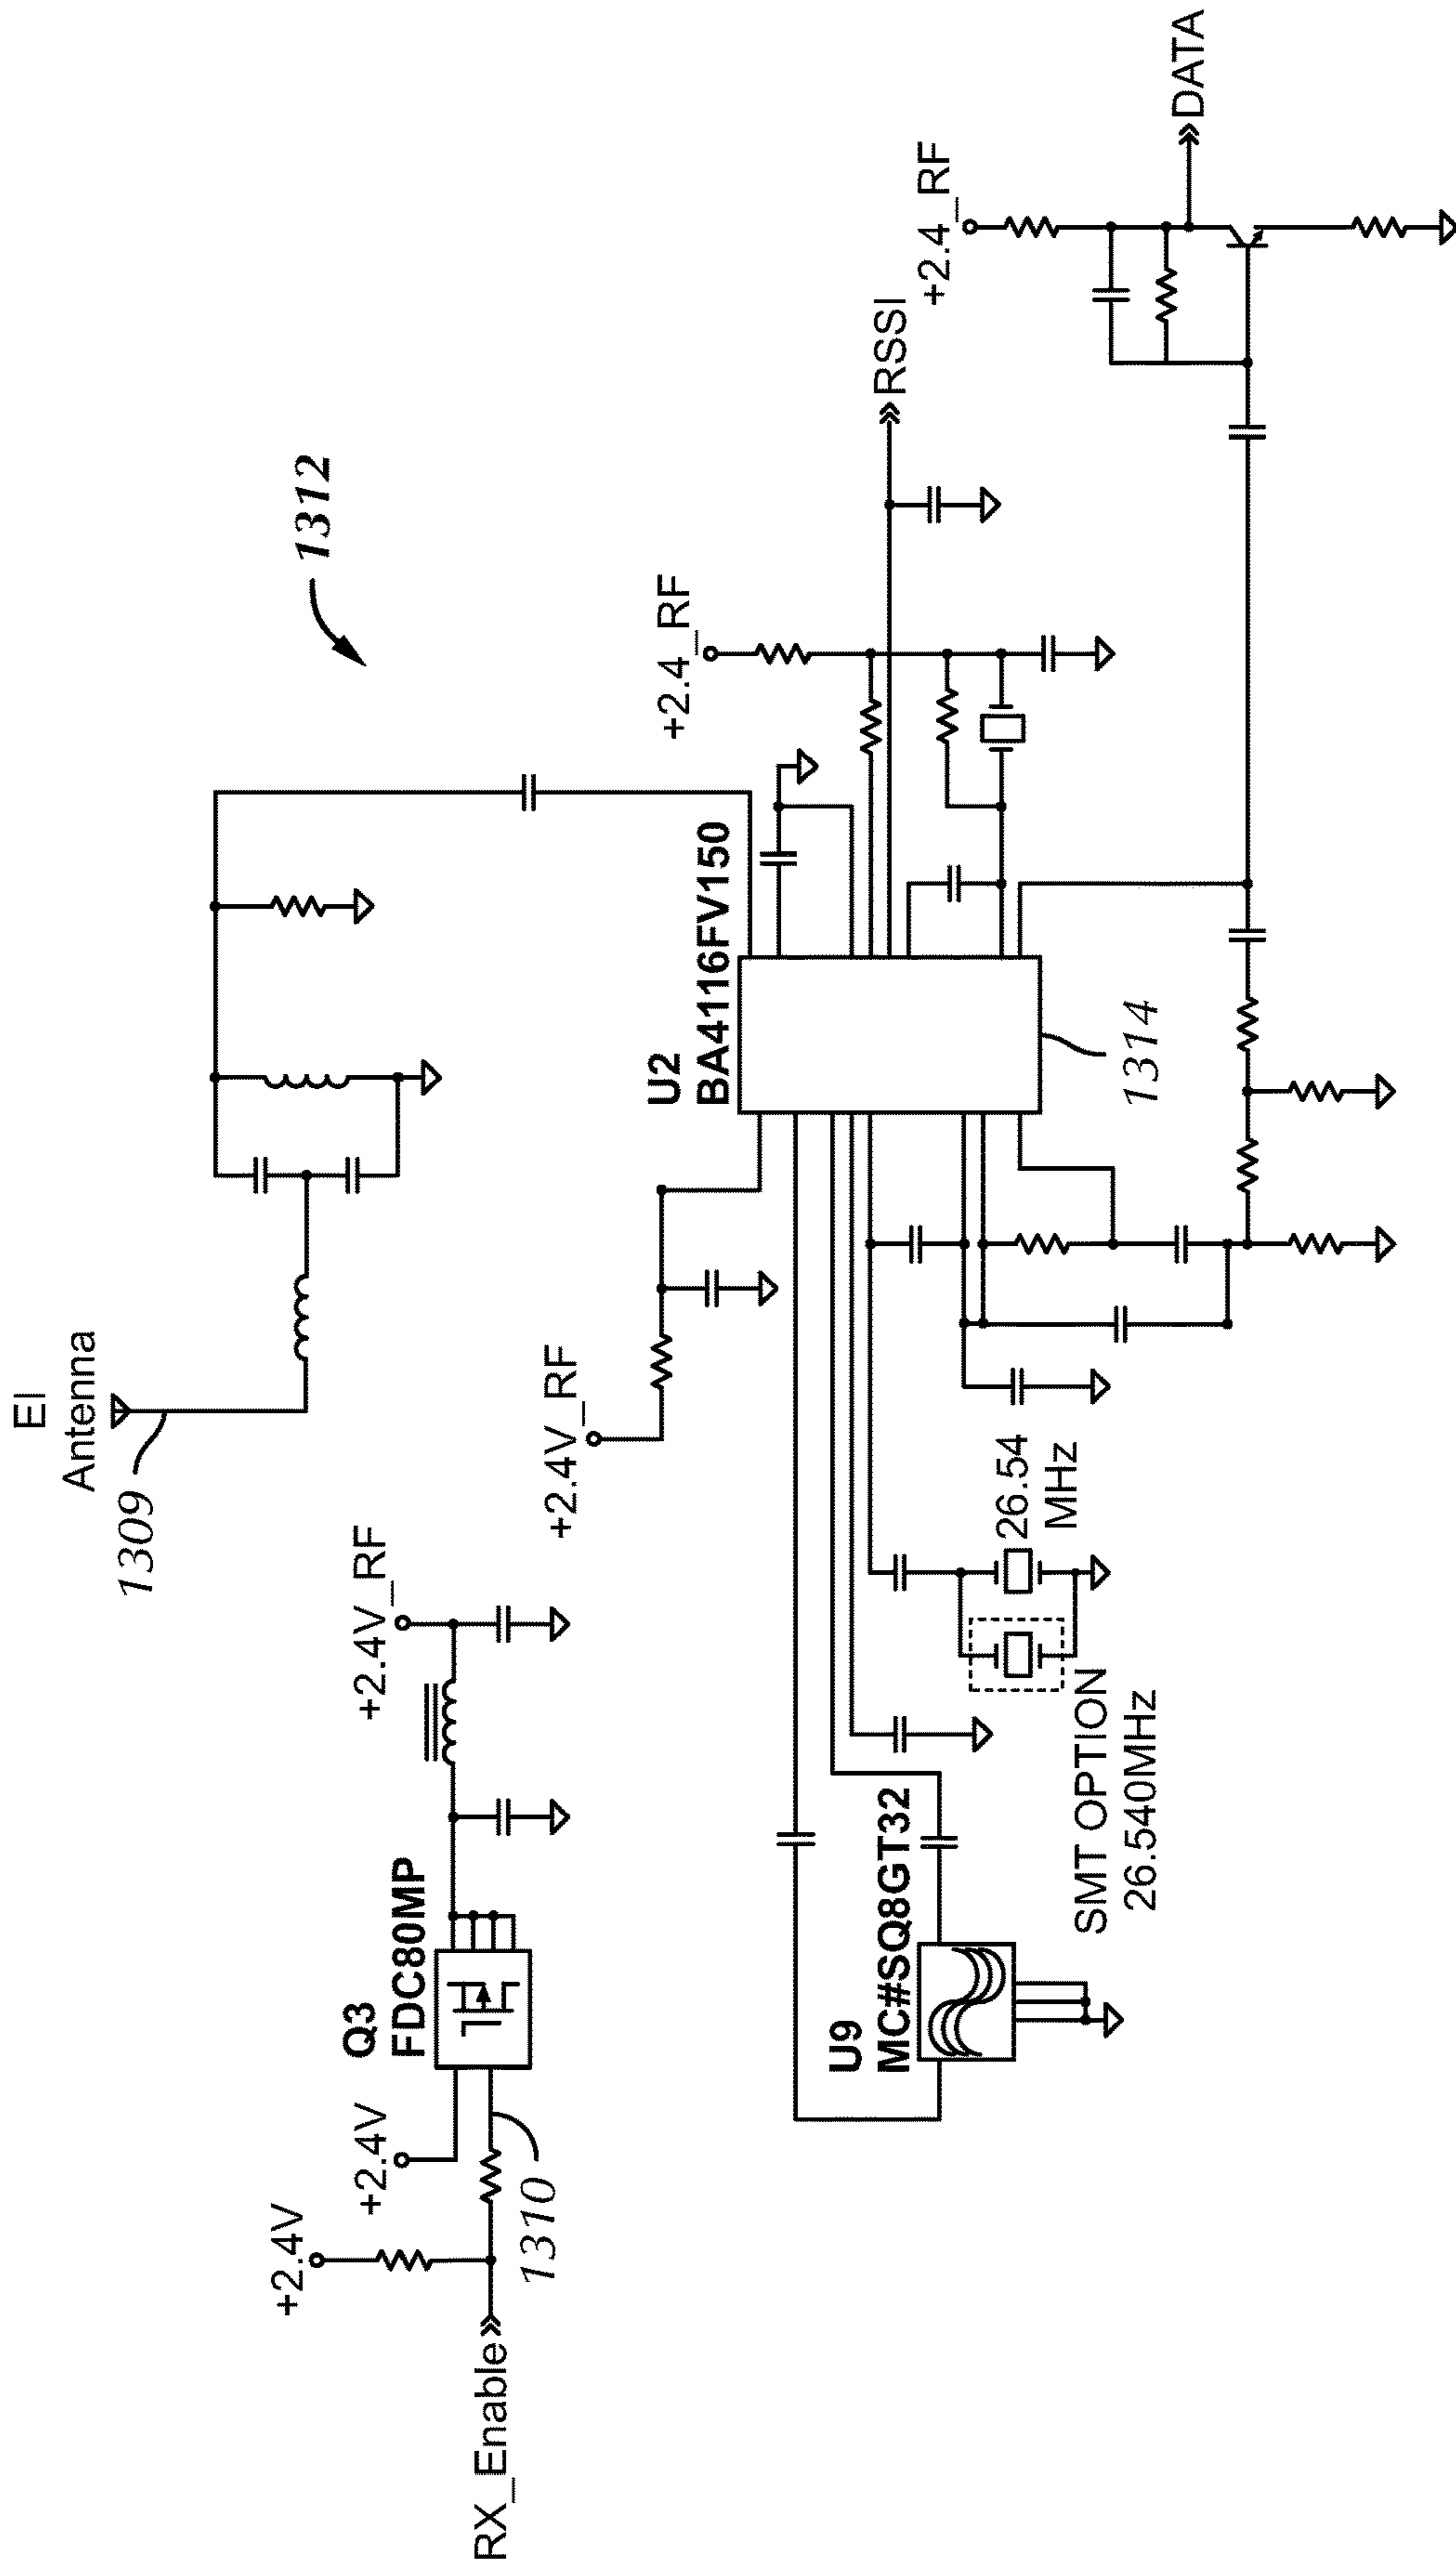 EI
Antenna
1309
1312
+2.4V
+2.4V
Q3
FDC80MP
+2.4V_RF
RX_Enable
1310
+2.4V_RF
U2
BA4116FV150
+2.4_RF
RSSI
+2.4_RF
DATA
U9
MC#SQ8GT32
26.54
MHz
SMT OPTION
26.540MHz
1314